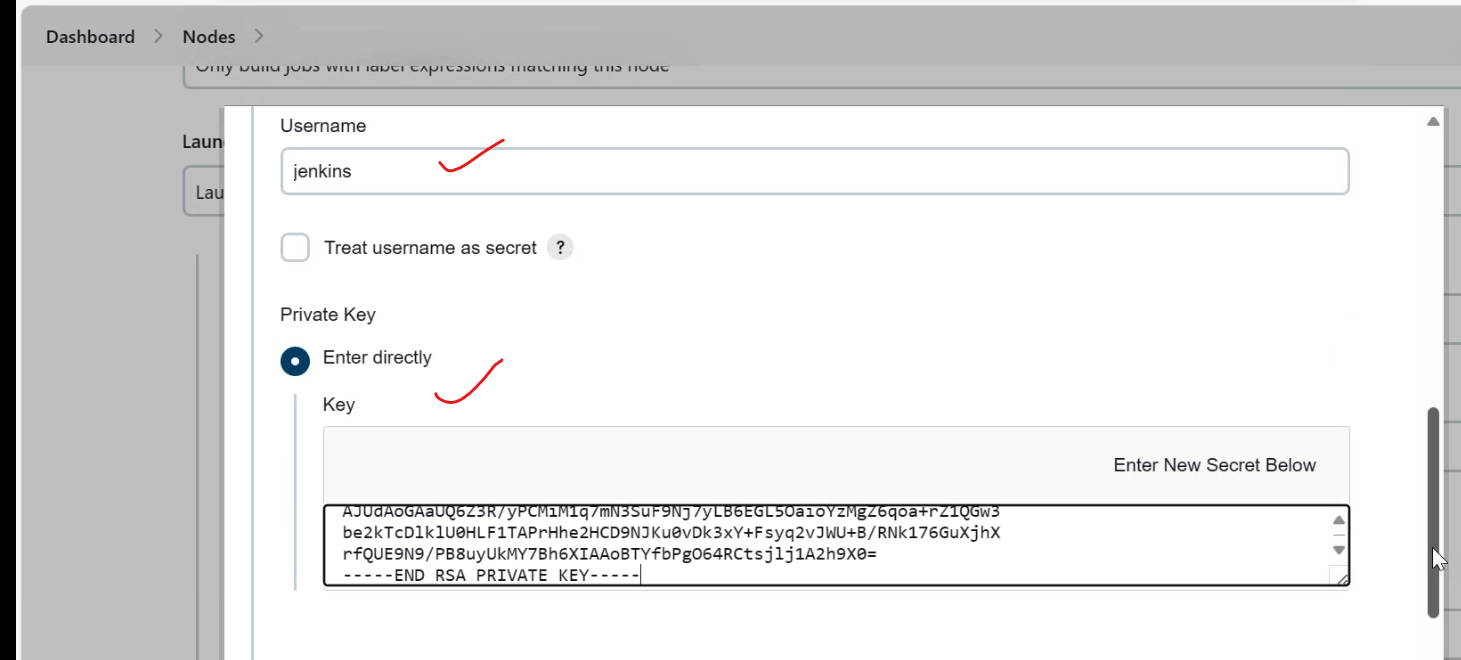 Dashboard > Nodes >
Only build jobs with label expressions matching this node
Username
Laun
jenkins
Lau
Treat username as secret ?
Private Key
Enter directly
Key
Enter New Secret Below
AJUdAoGAaUQ6Z3R/yPCMiM1q7mN3SuF9Nj7yLB6EGL5OaioYzMgZ6qoa+rZ1QGw3
be2kTcDlklU0HLF1TAPrHhe2HCD9NJKu0vDk3xY+Fsyq2vJWU+B/RNk176GuXjhX
rfQUE9N9/PB8uyUkMY7Bh6XIAAoBTYfbPgO64RCtsjlj1A2h9X0=
-----END RSA PRIVATE KEY-----